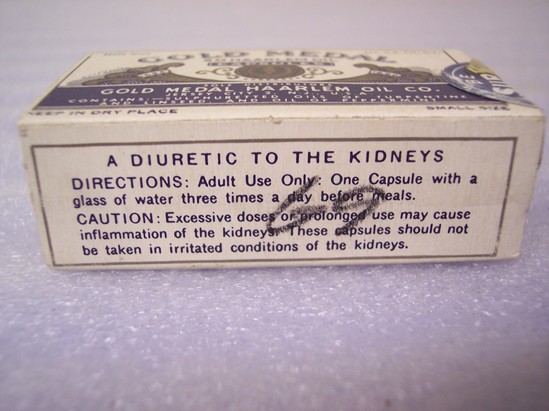 GOLD MEDAL
GOLD MEDAL HAARLEM OIL CO.
KEEP IN DRY PLACE
SMALL SIZE
A DIURETIC TO THE KIDNEYS
DIRECTIONS: Adult Use Only: One Capsule with a
glass of water three times a day before meals.
CAUTION: Excessive doses or prolonged use may cause
inflammation of the kidneys. These capsules should not
be taken in irritated conditions of the kidneys.